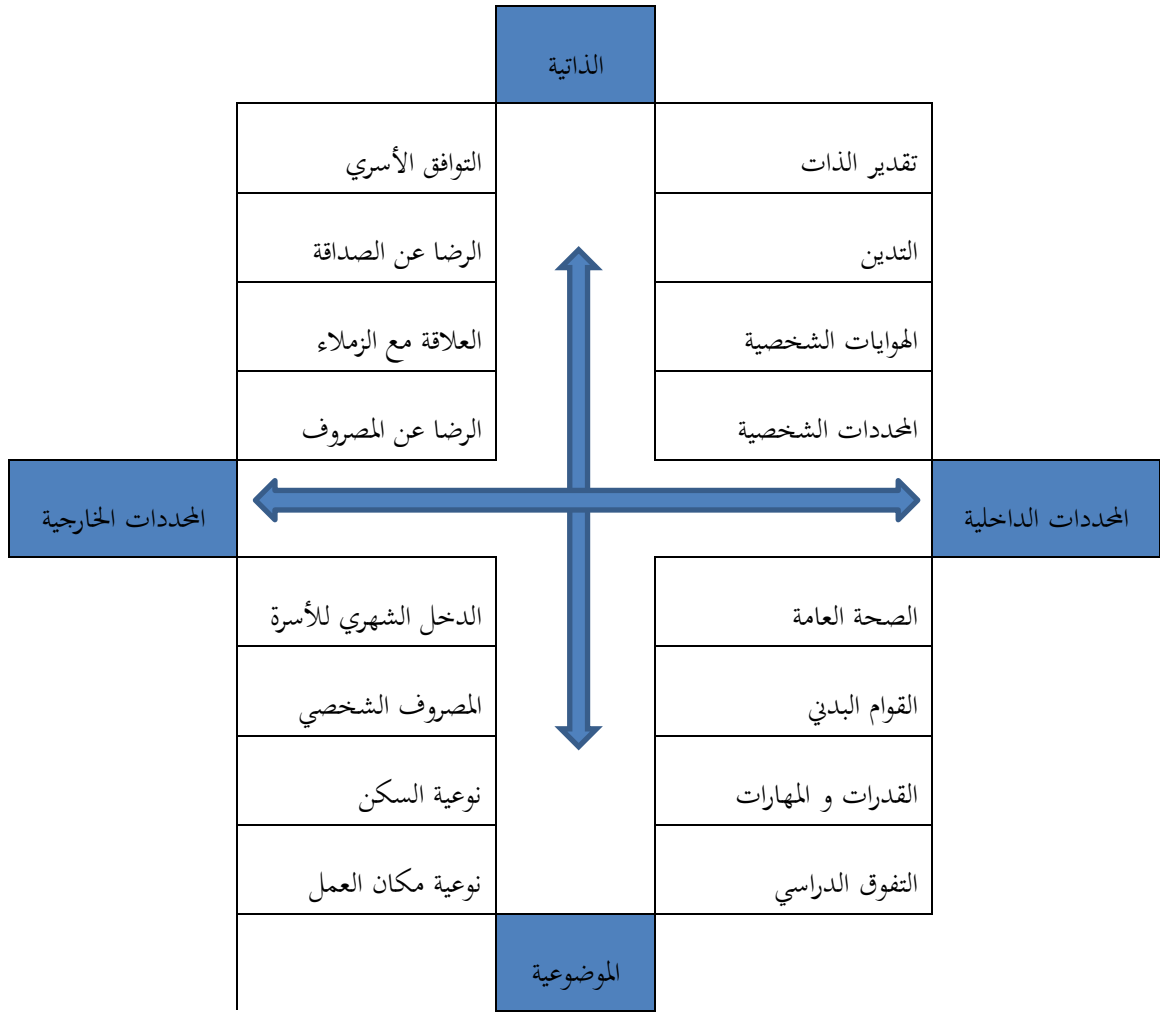 الذاتية
تقدير الذات
التوافق الأسري
التدين
الرضا عن الصداقة
الهوايات الشخصية
العلاقة مع الزملاء
المحددات الشخصية
الرضا عن المصروف
المحددات الداخلية
المحددات الخارجية
الصحة العامة
الدخل الشهري للأسرة
القوام البدني
المصروف الشخصي
القدرات و المهارات
نوعية السكن
التفوق الدراسي
نوعية مكان العمل
الموضوعية